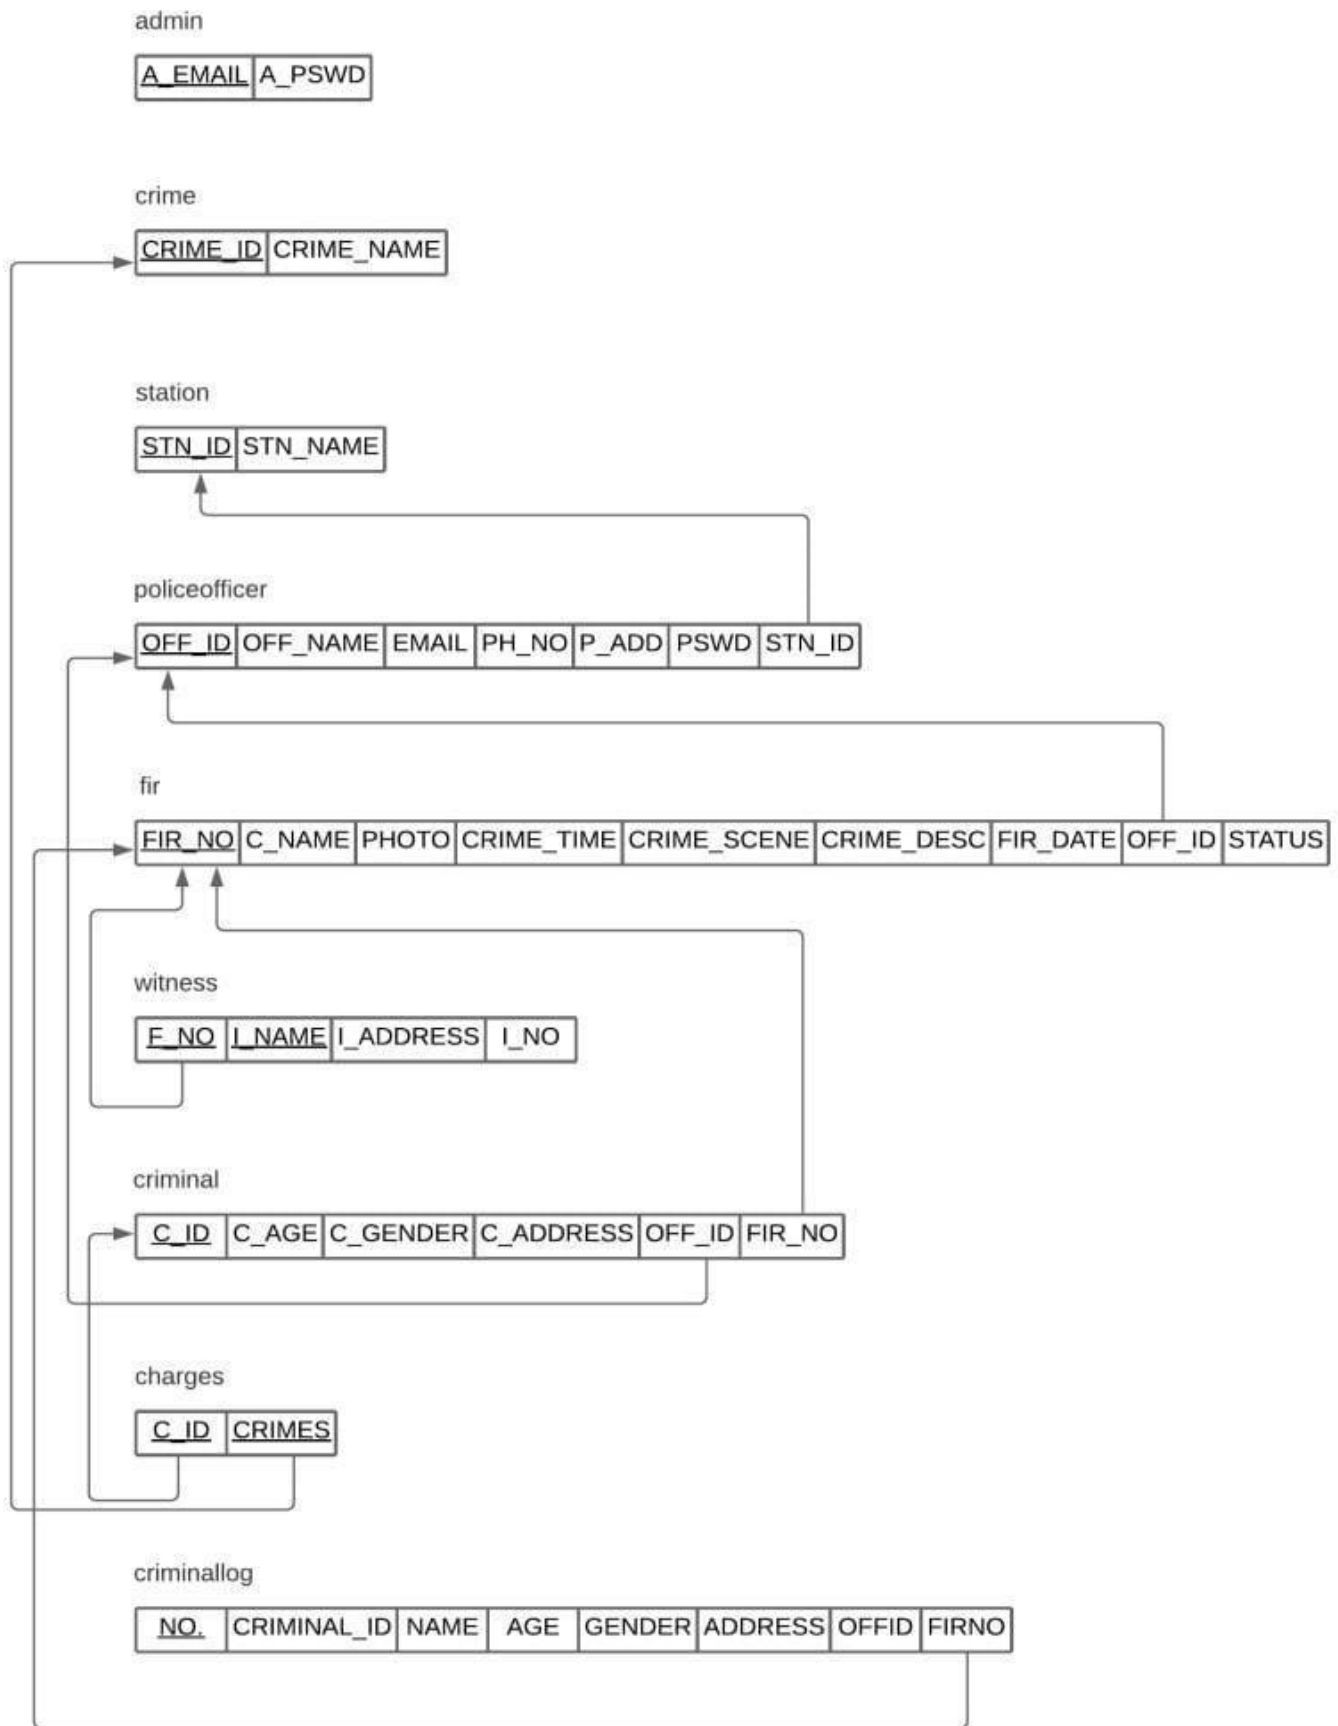 admin
A_EMAIL A_PSWD
crime
CRIME_ID CRIME_NAME
station
STN_ID STN_NAME
policeofficer
OFF_ID OFF_NAME EMAIL PH_NO P_ADD PSWD STN_ID
fir
FIR_NO C_NAME PHOTO CRIME_TIME CRIME_SCENE CRIME_DESC FIR_DATE OFF_ID STATUS
witness
F_NO I_NAME I_ADDRESS I_NO
criminal
C_ID C_AGE C_GENDER C_ADDRESS OFF_ID FIR_NO
charges
C_ID CRIMES
criminallog
NO. CRIMINAL_ID NAME AGE GENDER ADDRESS OFFID FIRNO